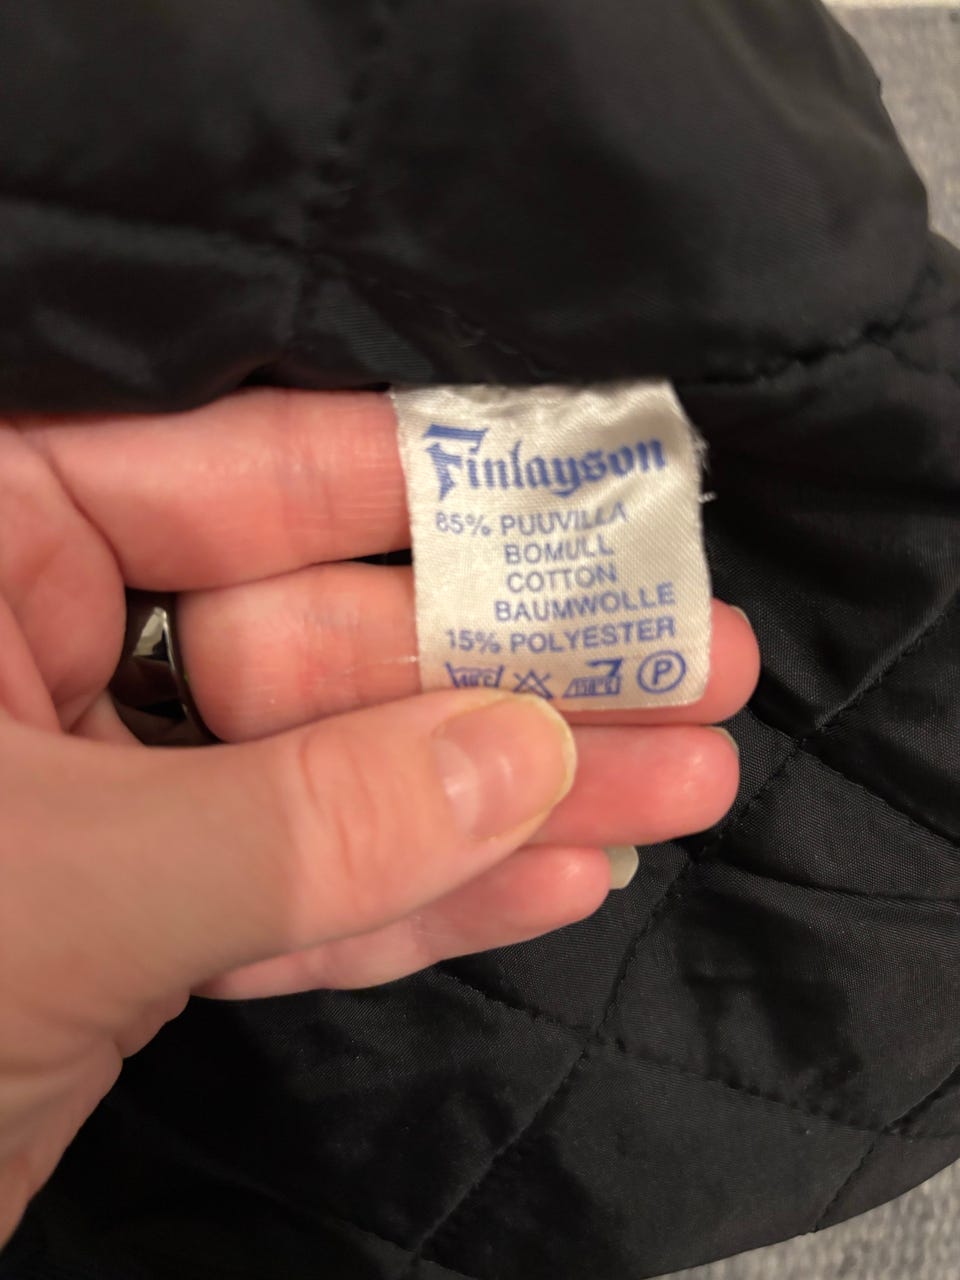 Finlayson
85% PUUVILLA
BOMULL
COTTON
BAUMWOLLE
15% POLYESTER
P